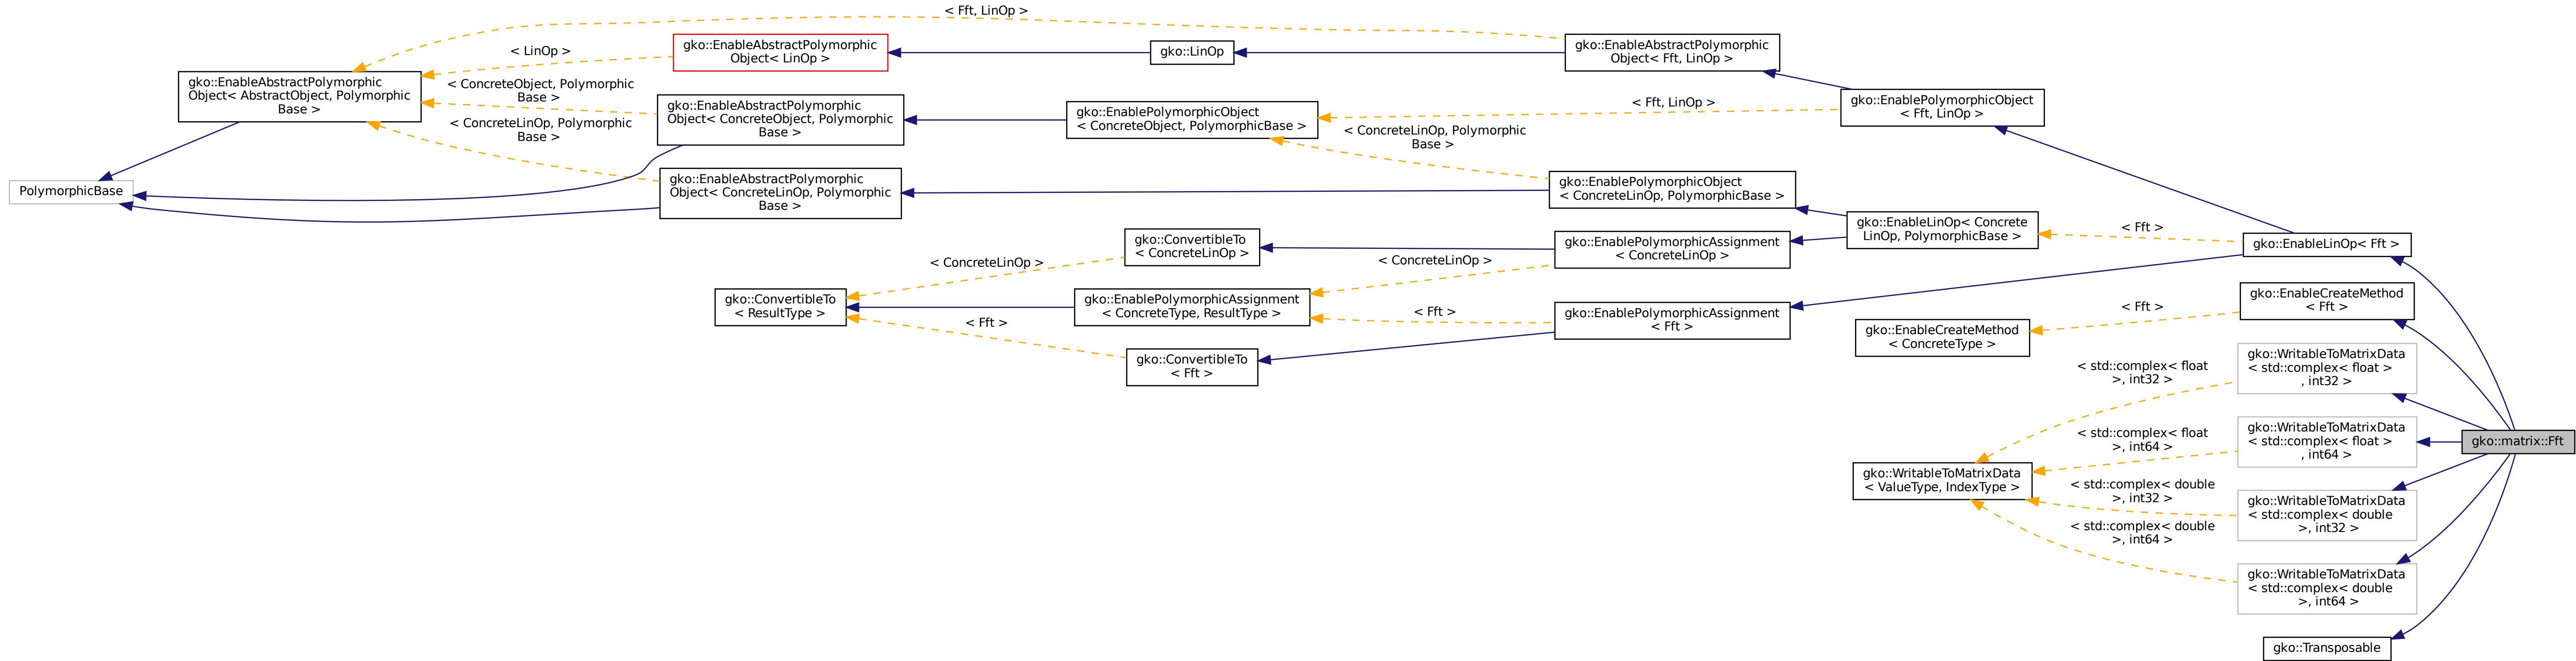 < Fft, LinOp >
gko::EnableAbstractPolymorphic
Object< LinOp >
< LinOp >
gko::LinOp
gko::EnableAbstractPolymorphic
Object< Fft, LinOp >
gko::EnableAbstractPolymorphic
Object< AbstractObject, Polymorphic
Base >
< ConcreteObject, Polymorphic
Base >
gko::EnableAbstractPolymorphic
Object< ConcreteObject, Polymorphic
Base >
gko::EnablePolymorphicObject
< ConcreteObject, PolymorphicBase >
< Fft, LinOp >
gko::EnablePolymorphicObject
< Fft, LinOp >
< ConcreteLinOp, Polymorphic
Base >
< ConcreteLinOp, Polymorphic
Base >
PolymorphicBase
gko::EnableAbstractPolymorphic
Object< ConcreteLinOp, Polymorphic
Base >
gko::EnablePolymorphicObject
< ConcreteLinOp, PolymorphicBase >
gko::EnableLinOp< Concrete
LinOp, PolymorphicBase >
< Fft >
gko::EnableLinOp< Fft >
gko::ConvertibleTo
< ConcreteLinOp >
gko::EnablePolymorphicAssignment
< ConcreteLinOp >
< ConcreteLinOp >
< ConcreteLinOp >
gko::ConvertibleTo
< ResultType >
gko::EnablePolymorphicAssignment
< ConcreteType, ResultType >
< Fft >
< Fft >
gko::EnablePolymorphicAssignment
< Fft >
gko::ConvertibleTo
< Fft >
gko::EnableCreateMethod
< ConcreteType >
< Fft >
gko::EnableCreateMethod
< Fft >
< std::complex< float
>, int32 >
gko::WritableToMatrixData
< std::complex< float >
, int32 >
< std::complex< float
>, int64 >
gko::WritableToMatrixData
< std::complex< float >
, int64 >
gko::matrix::Fft
gko::WritableToMatrixData
< ValueType, IndexType >
< std::complex< double
>, int32 >
gko::WritableToMatrixData
< std::complex< double
>, int32 >
< std::complex< double
>, int64 >
gko::WritableToMatrixData
< std::complex< double
>, int64 >
gko::Transposable